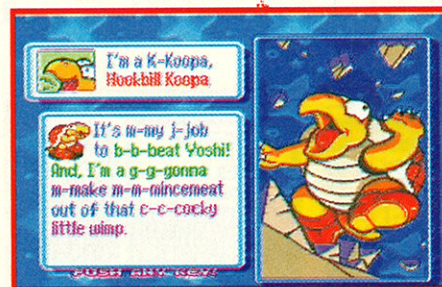 I'm a K-Koopa,
Hookbill Koopa.
It's m-my j-job
to b-b-beat Yoshi!
And, I'm a g-g-gonna
m-make m-m-mincemeat
out of that c-c-cocky
little wimp.
PUSH ANY KEY!